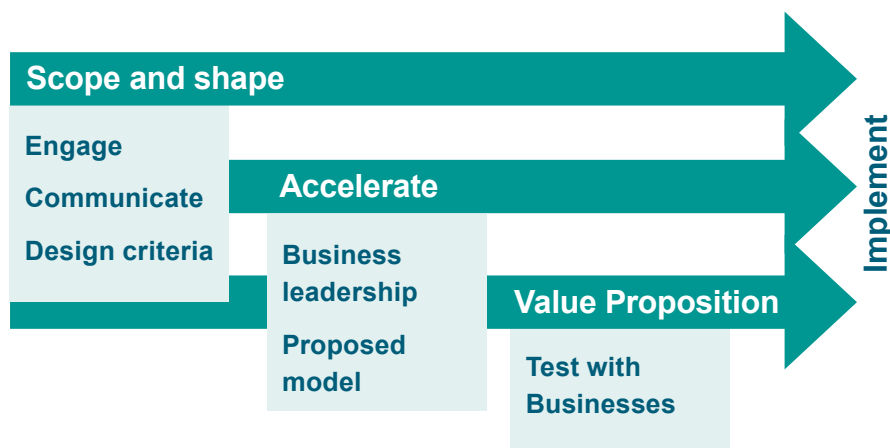 Scope and shape
Engage
Communicate
Design criteria
Accelerate
Business
leadership
Proposed
model
Value Proposition
Test with
Businesses
Implement